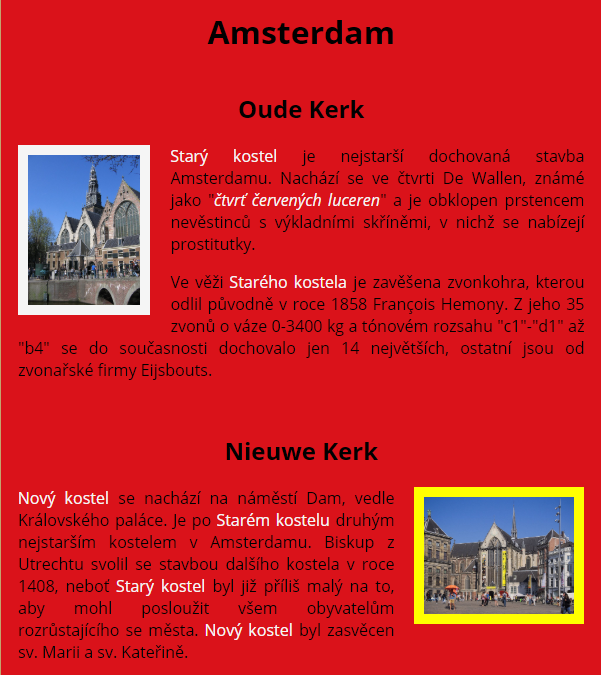 Amsterdam
Oude Kerk
Starý kostel je nejstarší dochovaná stavba
Amsterdamu. Nachází se ve čtvrti De Wallen, známé
jako "čtvrť červených luceren" a je obklopen prstencem
nevěstinců s výkladními skříněmi, v nichž se nabízejí
prostitutky.
Ve věži Starého kostela je zavěšena zvonkohra, kterou
odlil původně v roce 1858 François Hemony. Z jeho 35
zvonů o váze 0-3400 kg a tónovém rozsahu "c1"-"d1" až
"b4" se do současnosti dochovalo jen 14 největších, ostatní jsou od
zvonařské firmy Eijsbouts.
Nieuwe Kerk
Nový kostel se nachází na náměstí Dam, vedle
Královského paláce. Je po Starém kostelu druhým
nejstarším kostelem v Amsterdamu. Biskup z
Utrechtu svolil se stavbou dalšího kostela v roce
1408, neboť Starý kostel byl již příliš malý na to,
aby mohl posloužit všem obyvatelům
rozrůstajícího se města. Nový kostel byl zasvěcen
sv. Marii a sv. Kateřině.